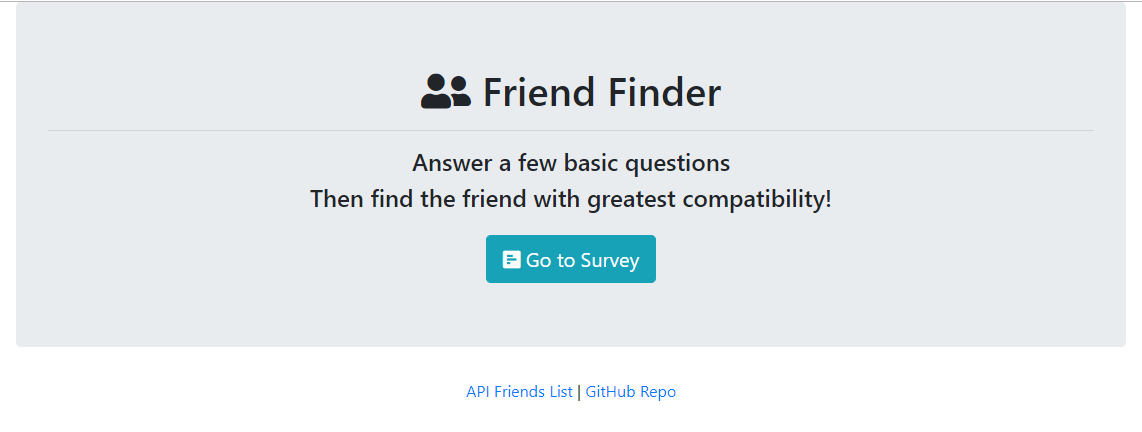 Friend Finder
Answer a few basic questions
Then find the friend with greatest compatibility!
Go to Survey
API Friends List | GitHub Repo